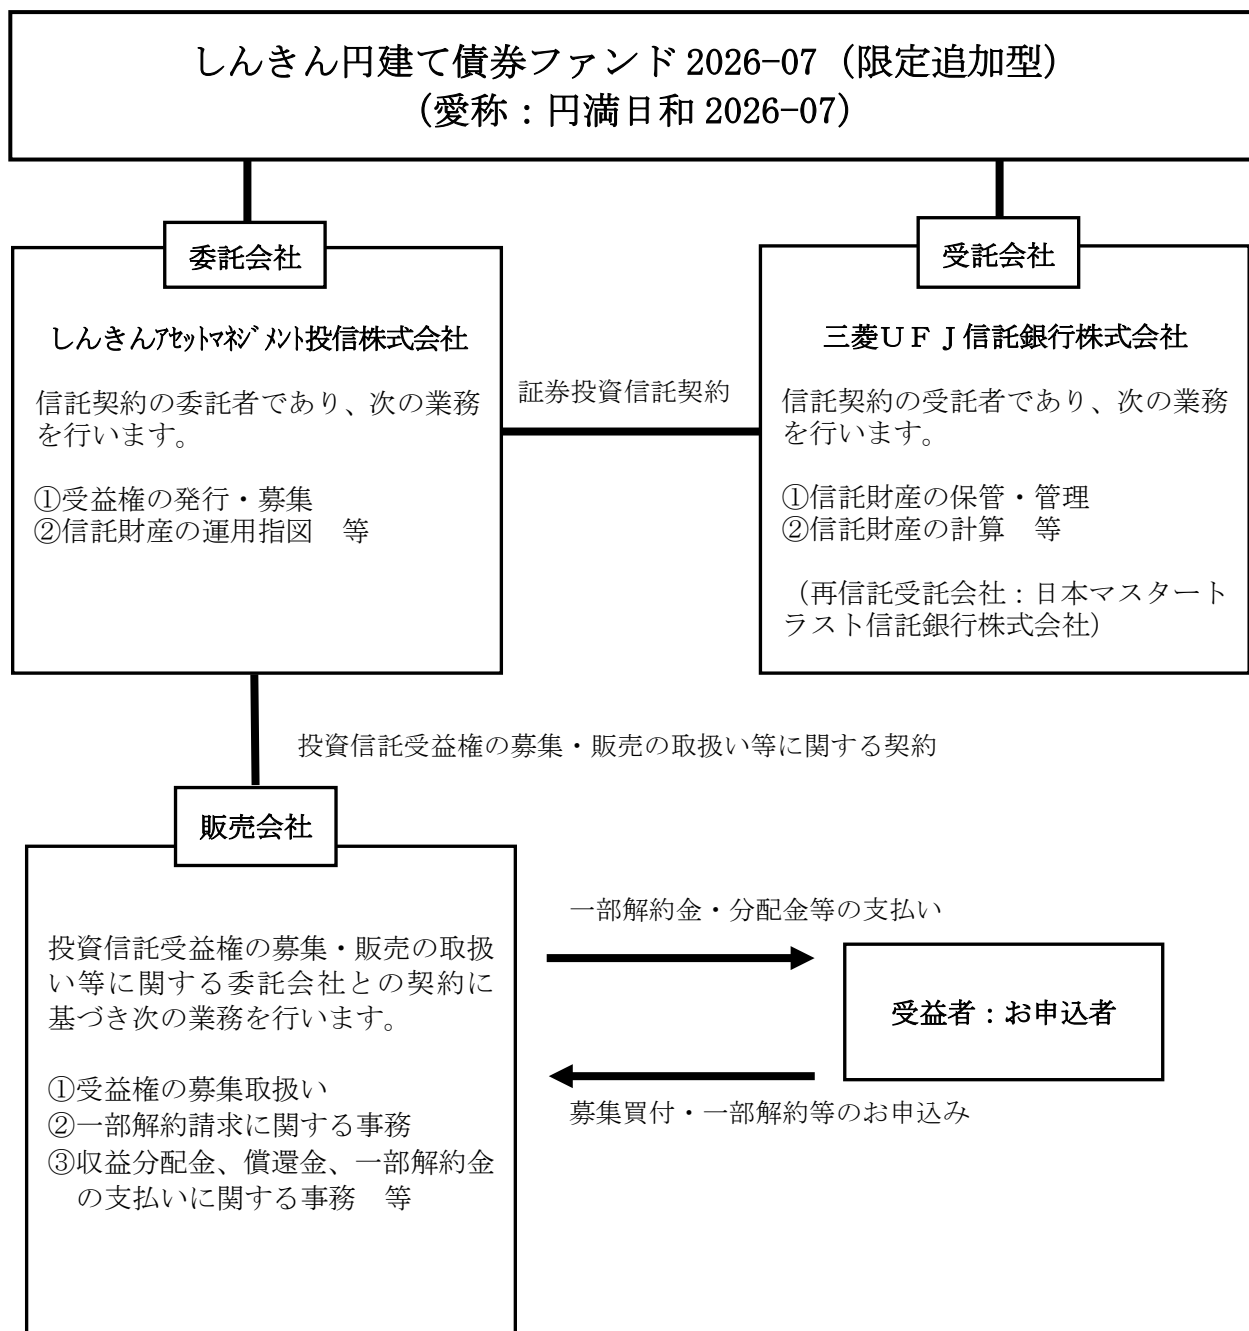 しんきん円建て債券ファンド 2026-07（限定追加型）
（愛称：円満日和 2026-07）
委託会社
しんきんｱｾｯﾄﾏﾈｼﾞﾒﾝﾄ投信株式会社
信託契約の委託者であり、次の業務
を行います。
①受益権の発行・募集
②信託財産の運用指図　等
証券投資信託契約
受託会社
三菱ＵＦＪ信託銀行株式会社
信託契約の受託者であり、次の業務
を行います。
①信託財産の保管・管理
②信託財産の計算　等
（再信託受託会社：日本マスタート
ラスト信託銀行株式会社）
投資信託受益権の募集・販売の取扱い等に関する契約
販売会社
投資信託受益権の募集・販売の取扱
い等に関する委託会社との契約に
基づき次の業務を行います。
①受益権の募集取扱い
②一部解約請求に関する事務
③収益分配金、償還金、一部解約金
の支払いに関する事務　等
一部解約金・分配金等の支払い
受益者：お申込者
募集買付・一部解約等のお申込み